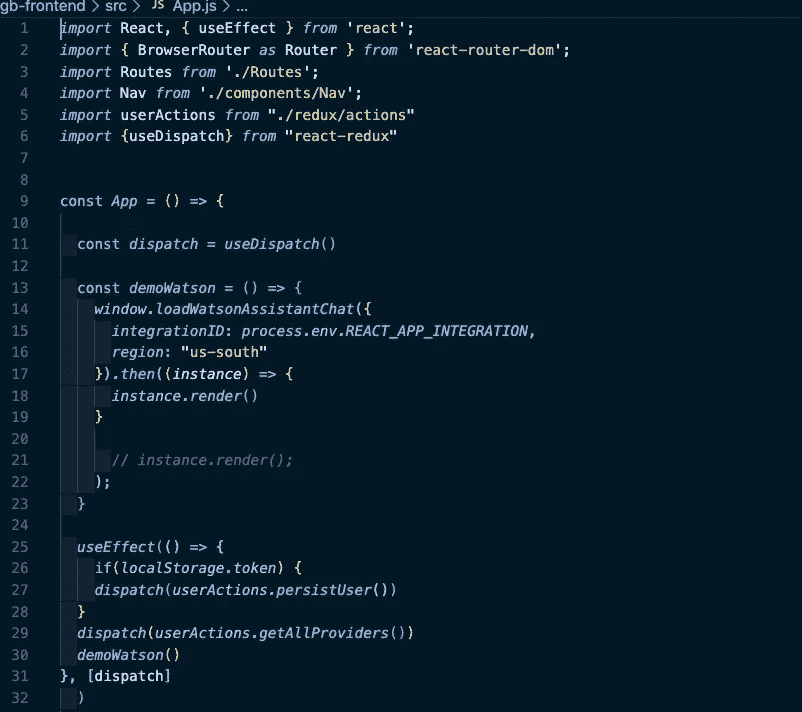 gb-frontend > src > JS App.js > ...
1 import React, { useEffect } from 'react';
2 import { BrowserRouter as Router } from 'react-router-dom';
3 import Routes from './Routes';
4 import Nav from './components/Nav';
5 import userActions from "./redux/actions"
6 import {useDispatch} from "react-redux"
7
8
9 const App = () => {
10
11   const dispatch = useDispatch()
12
13   const demoWatson = () => {
14     window.loadWatsonAssistantChat({
15       integrationID: process.env.REACT_APP_INTEGRATION,
16       region: "us-south"
17     }).then((instance) => {
18       instance.render()
19     }
20
21       // instance.render();
22     );
23   }
24
25   useEffect(() => {
26     if(localStorage.token) {
27     dispatch(userActions.persistUser())
28   }
29   dispatch(userActions.getAllProviders())
30   demoWatson()
31 }, [dispatch]
32   )